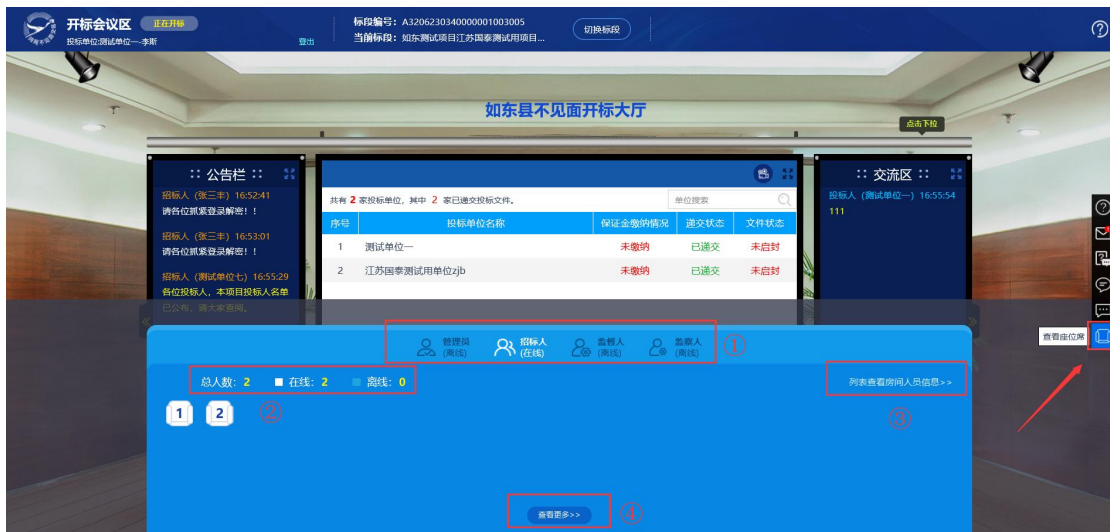 开标会议区 正在开标
投标单位:测试单位一-李斯 登出
标段编号: A3206230340000001003005
当前标段: 如东测试项目江苏国泰测试用项目...
切换标段
如东县不见面开标大厅
点击下拉
:: 公告栏 ::
招标人 (张三丰) 16:52:41
请各位抓紧登录解密！！
招标人 (张三丰) 16:53:01
请各位抓紧登录解密！！
招标人 (测试单位七) 16:55:29
各位投标人，本项目投标人名单
已公布，请大家查阅。
共有 2 家投标单位，其中 2 家已递交投标文件。 单位搜索
序号 投标单位名称 保证金缴纳情况 递交状态 文件状态
1 测试单位一 未缴纳 已递交 未启封
2 江苏国泰测试用单位zjb 未缴纳 已递交 未启封
:: 交流区 ::
投标人 (测试单位一) 16:55:54
111
查看座位席
管理员 (离线) 招标人 (在线) 监督人 (离线) 监察人 (离线) ①
总人数: 2 在线: 2 离线: 0
②
列表查看房间人员信息>>
③
1 2
查看更多>> ④